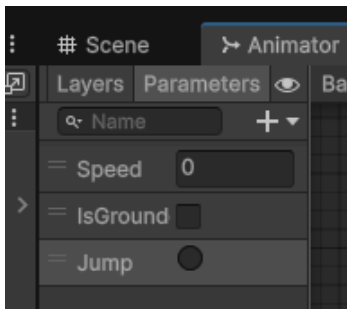 # Scene Animator
Layers Parameters Ba
Name
Speed 0
IsGround
Jump